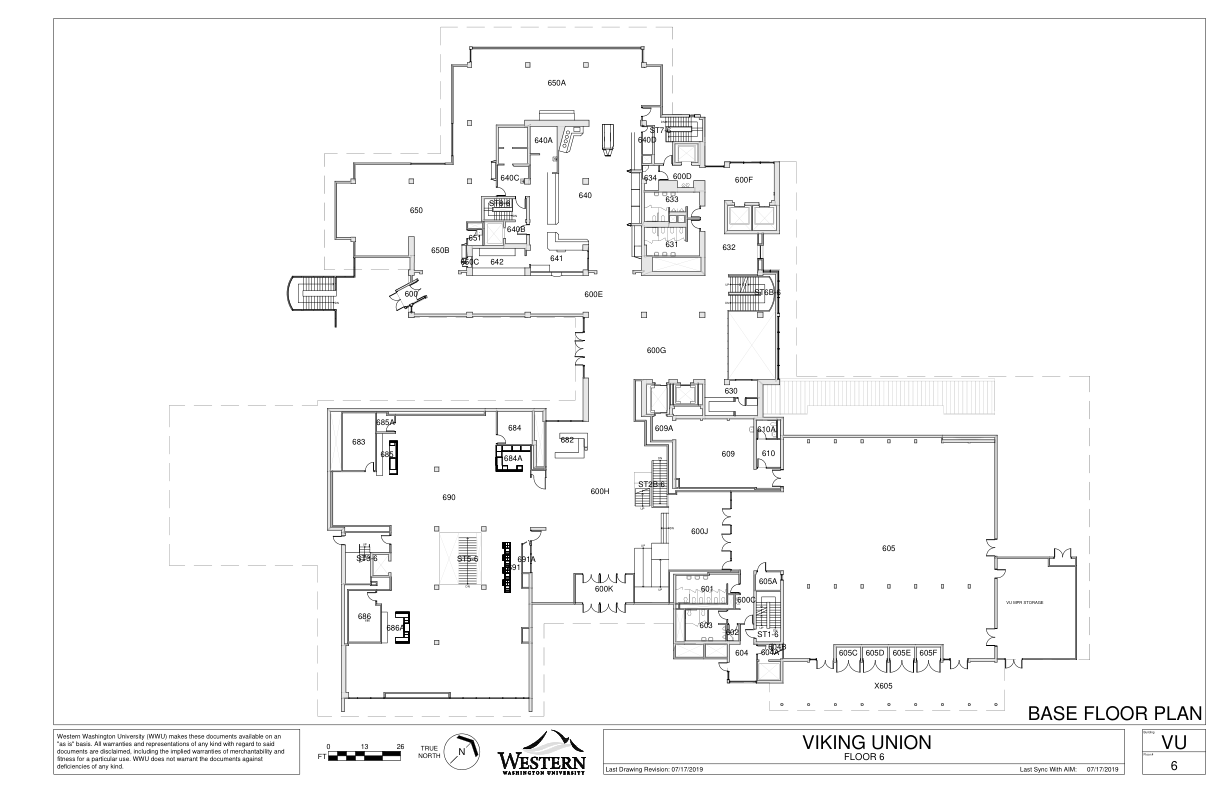 650A
ST7-6
640A
640D
640C
634
600D
600F
640
633
ST8-6
650
640B
651
631
632
650B
650C
642
641
600
600E
ST6B-6
600G
630
685A
684
609A
610A
683
682
685
684A
609
610
ST2B-6
690
600H
600J
605
ST3-6
ST5-6
691A
691
605A
601
600K
600C
VU MPR STORAGE
686
686A
603
602
ST1-6
604B
604
604A
605C
605D
605E
605F
X605
BASE FLOOR PLAN
Western Washington University (WWU) makes these documents available on an
"as is" basis. All warranties and representations of any kind with regard to said
documents are disclaimed, including the implied warranties of merchantability and
fitness for a particular use. WWU does not warrant the documents against
deficiencies of any kind.
0 13 26
FT
TRUE
NORTH
N
WESTERN
WASHINGTON UNIVERSITY
VIKING UNION
FLOOR 6
Last Drawing Revision: 07/17/2019
Last Sync With AIM: 07/17/2019
Building
VU
Floor#
6